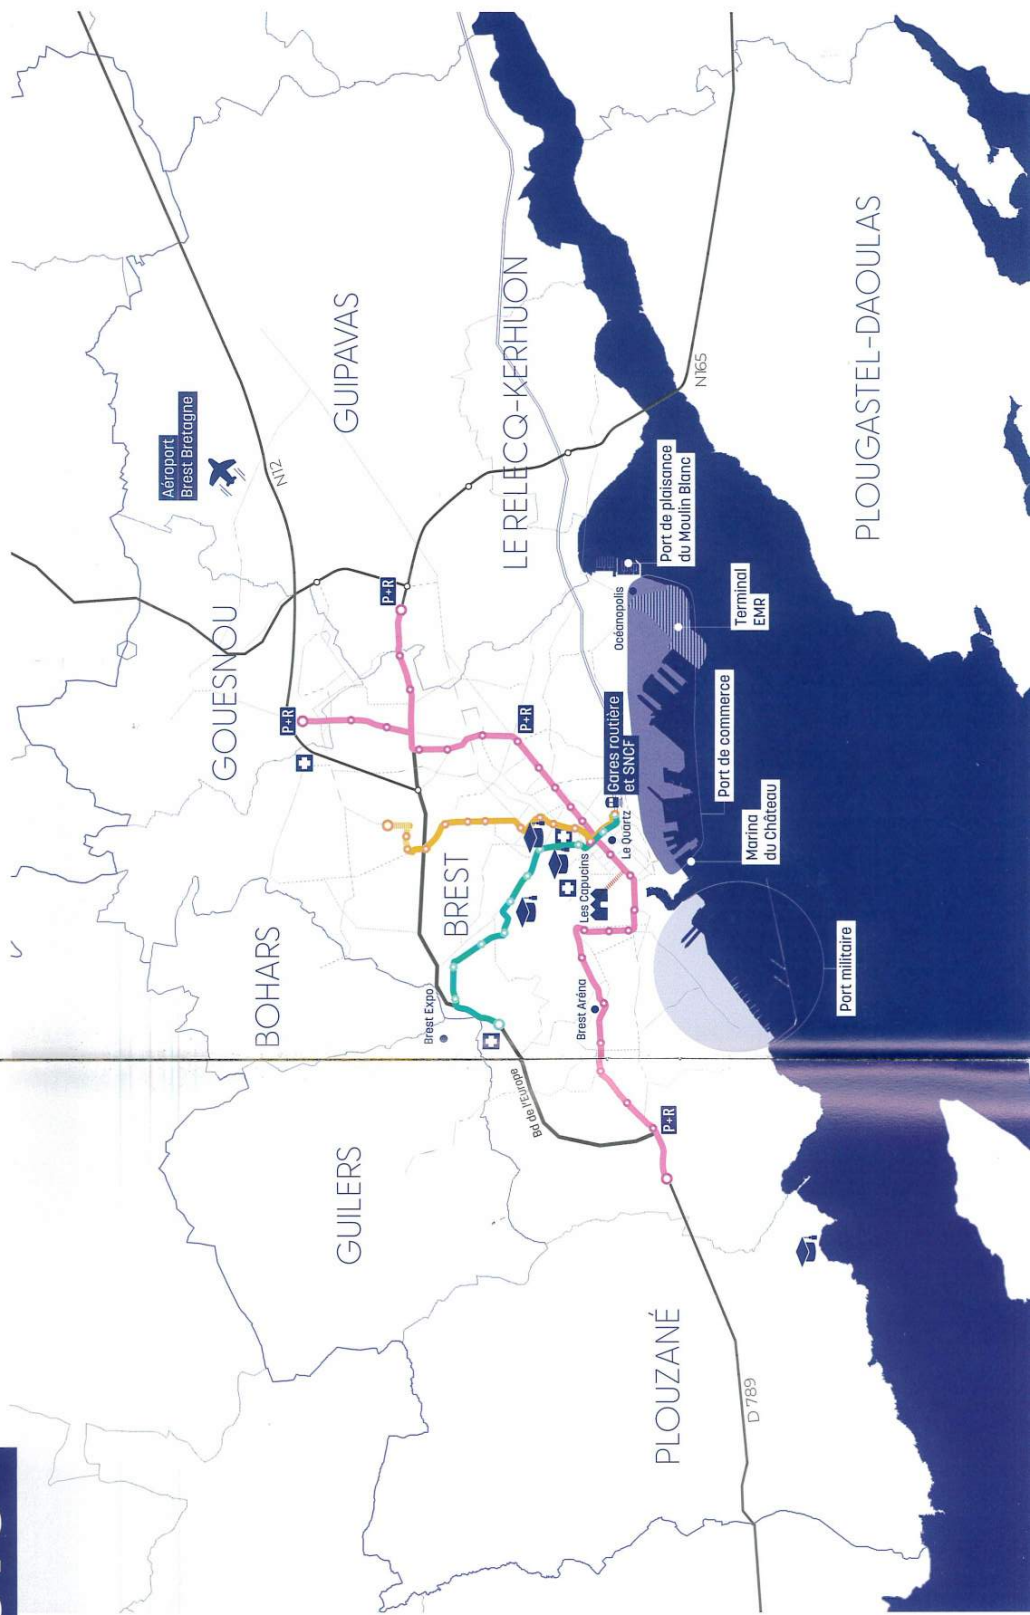 Aéroport
Brest Bretagne
N12
GUIPAVAS
GOUESNOU
P+R
P+R
LE RELECQ-KERHUON
N165
BOHARS
BREST
P+R
Brest Expo
Bd de l'Europe
GUILERS
Les Capucins
Le Quartz
Gares routière
et SNCF
Océanopolis
Port de plaisance
du Moulin Blanc
Terminal
EMR
Port de commerce
Marina
du Château
Brest Aréna
P+R
Port militaire
PLOUGASTEL-DAOULAS
PLOUZANÉ
D 789